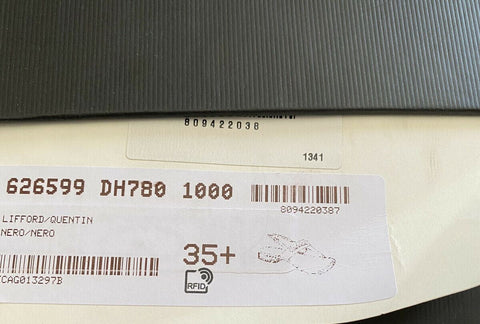 809422038
1341
626599 DH780 1000
8094220387
LIFFORD/QUENTIN
NERO/NERO
35+
RFID
CAG013297B